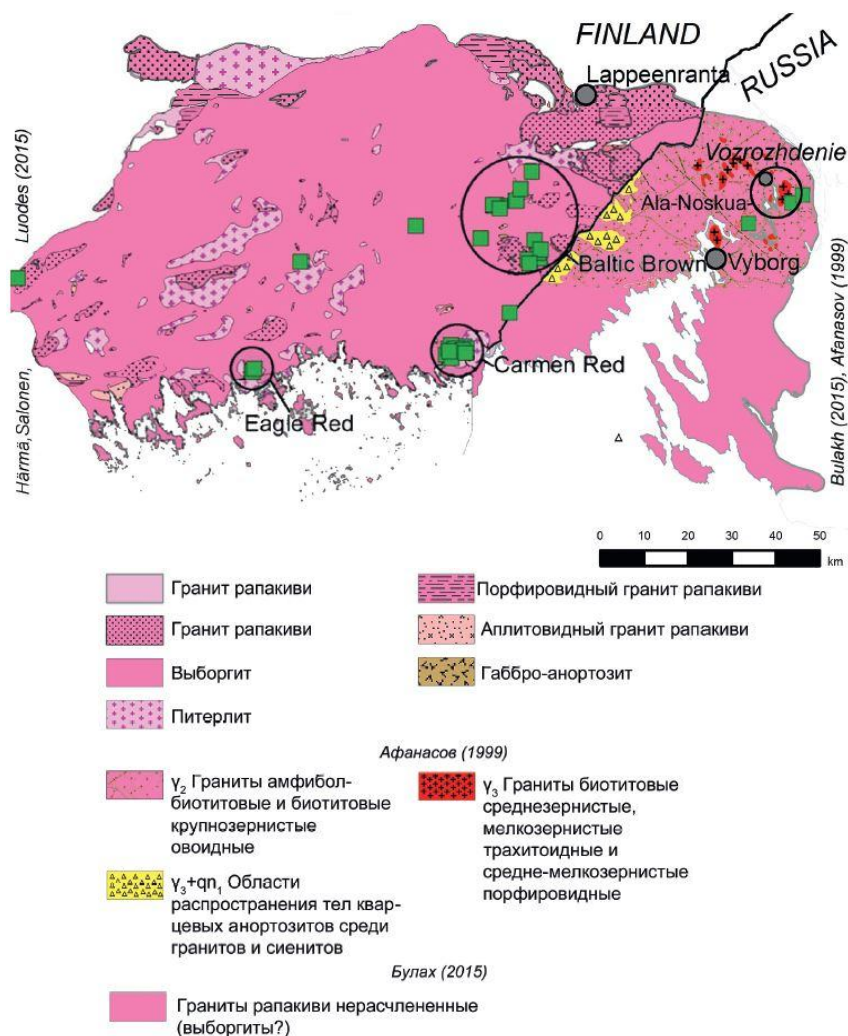 FINLAND
Lappeenranta
RUSSIA
Vozrozhdenie
Ala-Noskua
Baltic Brown
Vyborg
Carmen Red
Eagle Red
Härmä, Salonen, Luodes (2015)
Bulakh (2015), Afanasov (1999)
0 10 20 30 40 50
km
Гранит рапакиви
Порфировидный гранит рапакиви
Гранит рапакиви
Аплитовидный гранит рапакиви
Выборгит
Габбро-анортозит
Питерлит
Афанасов (1999)
γ₂ Граниты амфибол-
биотитовые и биотитовые
крупнозернистые
овоидные
γ₃ Граниты биотитовые
среднезернистые,
мелкозернистые
трахитоидные и
средне-мелкозернистые
порфировидные
γ₃+qn₁ Области
распространения тел квар-
цевых анортозитов среди
гранитов и сиенитов
Булах (2015)
Граниты рапакиви нерасчлененные
(выборгиты?)